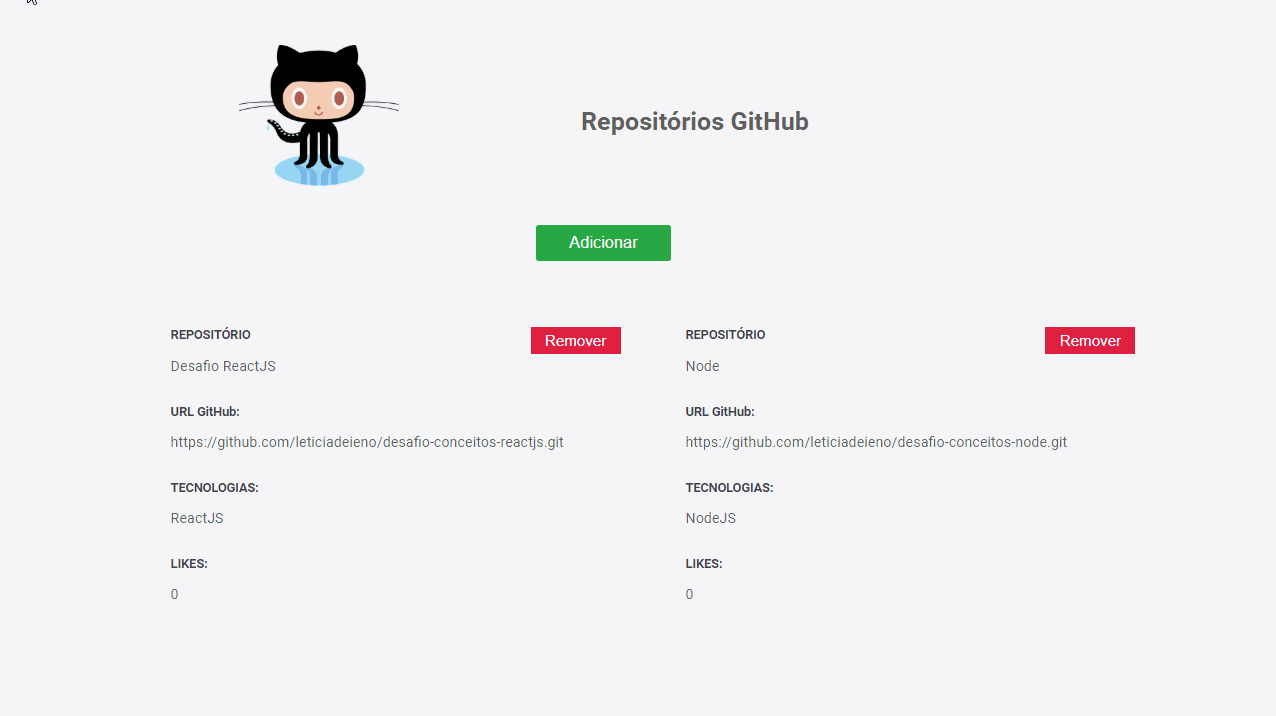 Repositórios GitHub
Adicionar
REPOSITÓRIO
Remover
Desafio ReactJS
URL GitHub:
https://github.com/leticiadeieno/desafio-conceitos-reactjs.git
TECNOLOGIAS:
ReactJS
LIKES:
0
REPOSITÓRIO
Remover
Node
URL GitHub:
https://github.com/leticiadeieno/desafio-conceitos-node.git
TECNOLOGIAS:
NodeJS
LIKES:
0